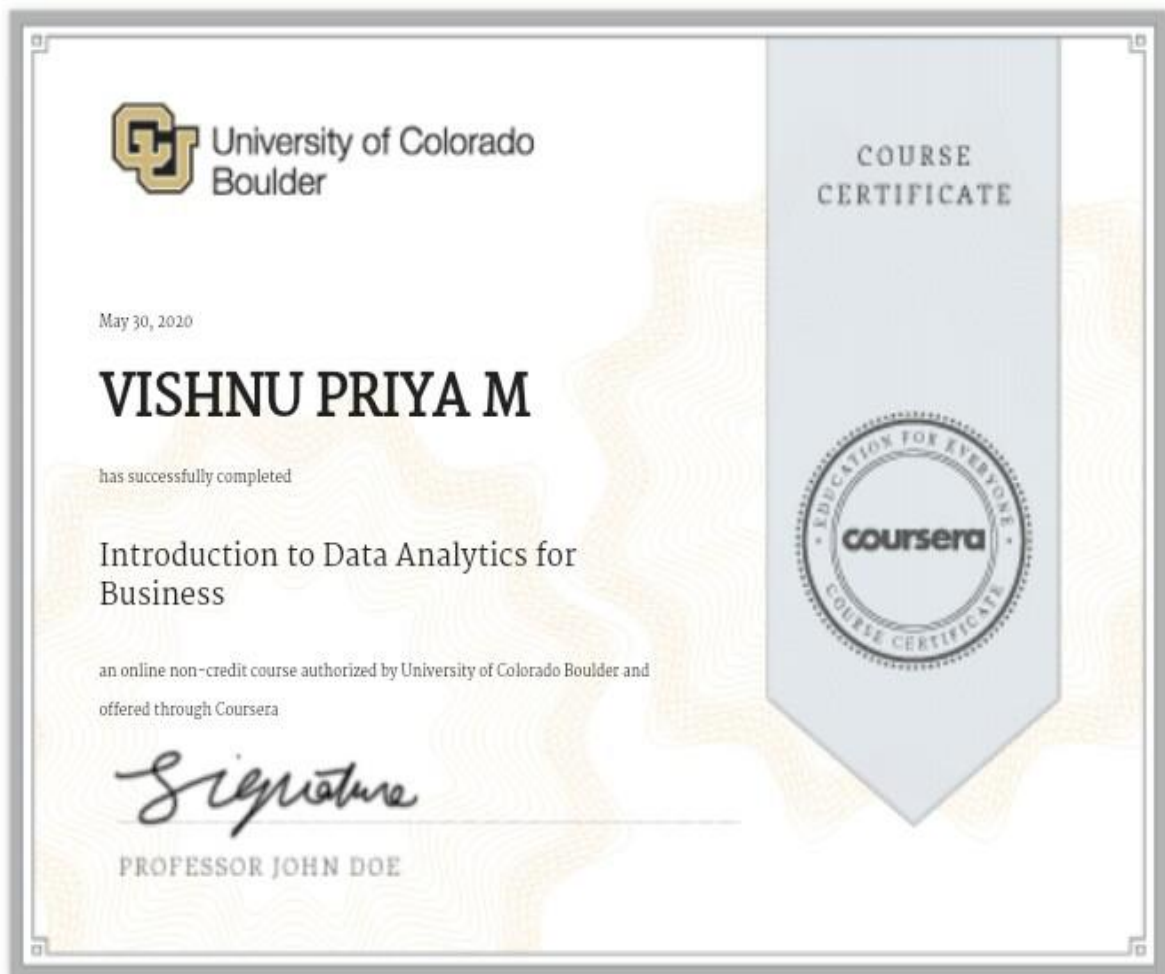 University of Colorado
Boulder
COURSE
CERTIFICATE
May 30, 2020
VISHNU PRIYA M
has successfully completed
Introduction to Data Analytics for
Business
an online non-credit course authorized by University of Colorado Boulder and
offered through Coursera
Signature
PROFESSOR JOHN DOE
EDUCATION FOR EVERYONE
coursera
COURSE CERTIFICATE